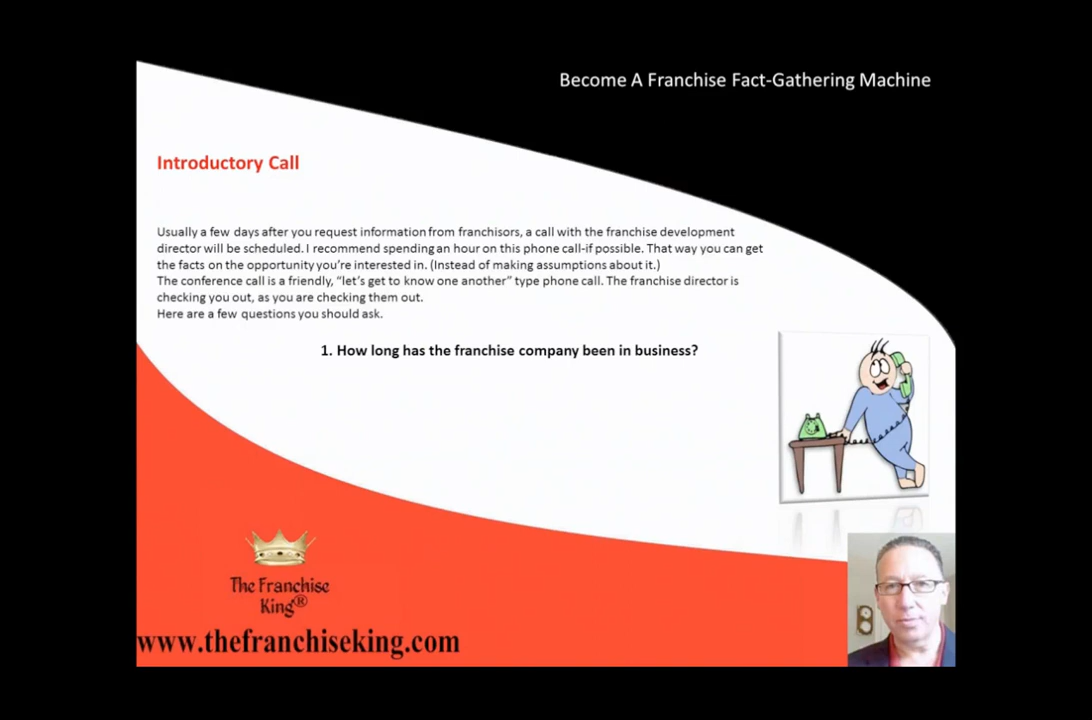 Become A Franchise Fact-Gathering Machine
Introductory Call
Usually a few days after you request information from franchisors, a call with the franchise development
director will be scheduled. I recommend spending an hour on this phone call-if possible. That way you can get
the facts on the opportunity you’re interested in. (Instead of making assumptions about it.)
The conference call is a friendly, “let’s get to know one another” type phone call. The franchise director is
checking you out, as you are checking them out.
Here are a few questions you should ask.
1. How long has the franchise company been in business?
The Franchise
King®
www.thefranchiseking.com